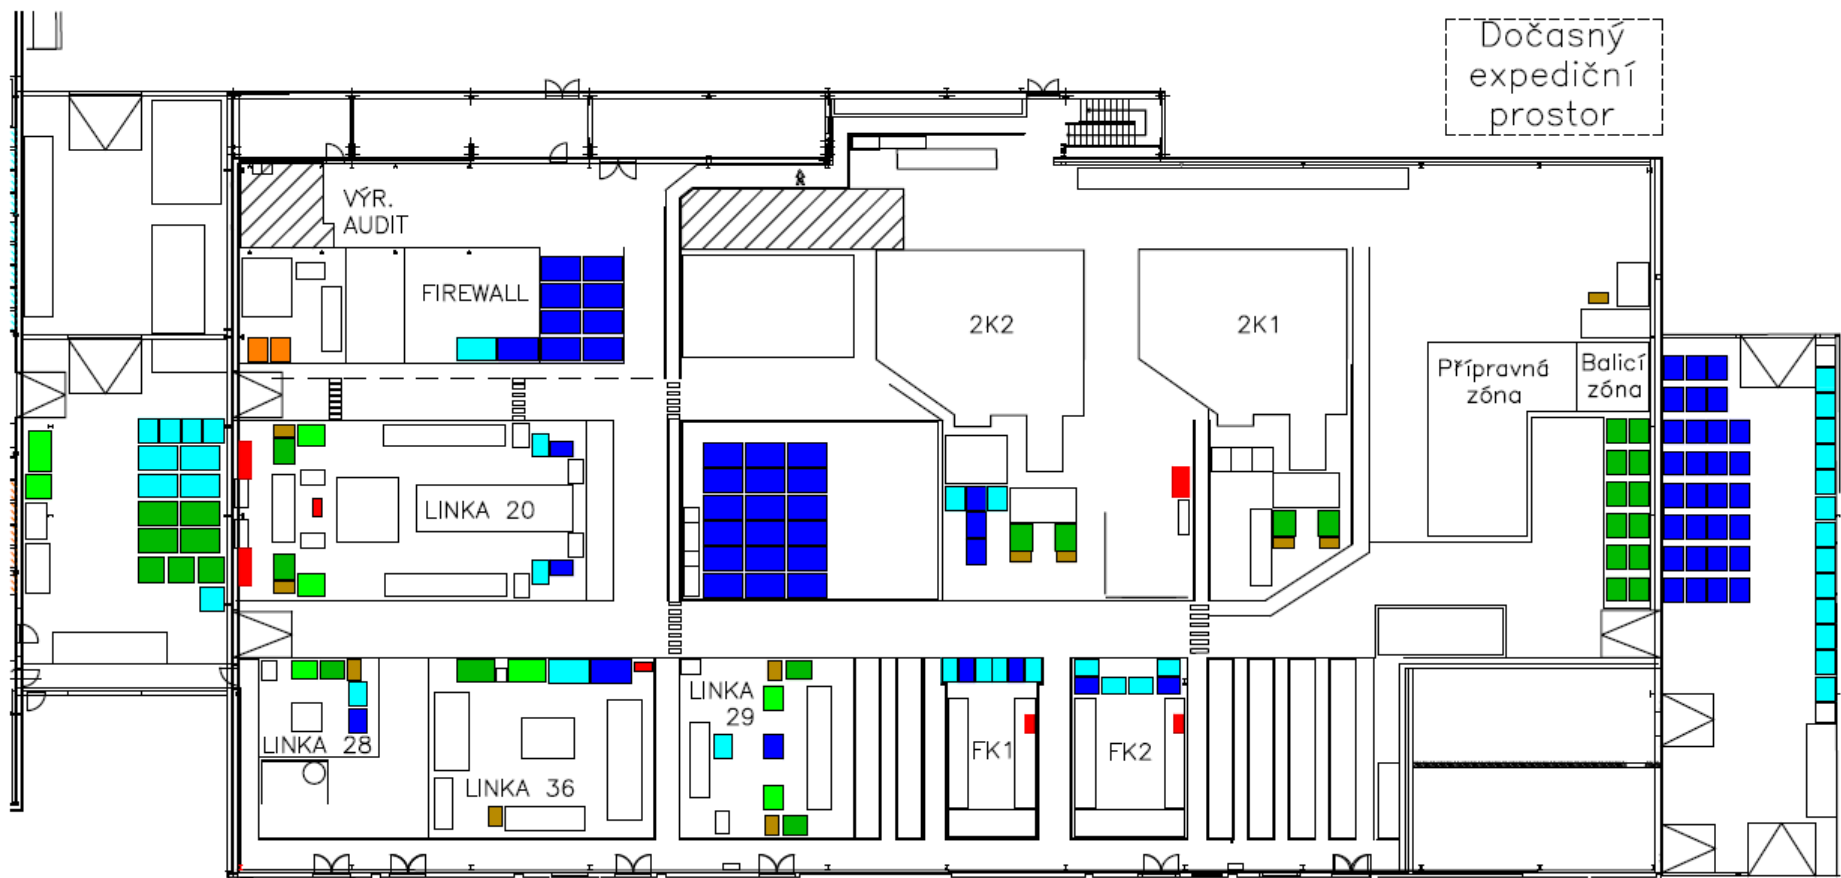 Dočasný
expediční
prostor
VÝR.
AUDIT
FIREWALL
2K2
2K1
Přípravná
zóna
Balicí
zóna
LINKA 20
LINKA
29
LINKA 28
LINKA 36
FK1
FK2